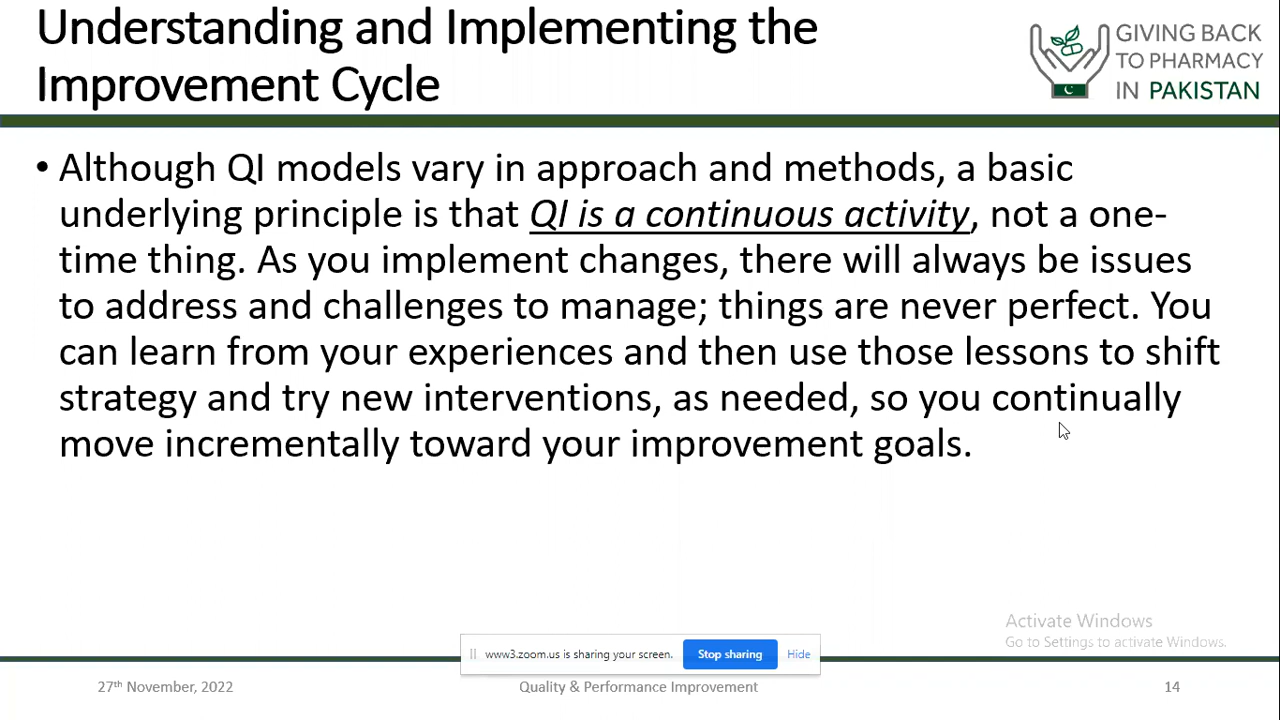 Understanding and Implementing the
Improvement Cycle
GIVING BACK
TO PHARMACY
IN PAKISTAN
• Although QI models vary in approach and methods, a basic
underlying principle is that QI is a continuous activity, not a one-
time thing. As you implement changes, there will always be issues
to address and challenges to manage; things are never perfect. You
can learn from your experiences and then use those lessons to shift
strategy and try new interventions, as needed, so you continually
move incrementally toward your improvement goals.
Activate Windows
Go to Settings to activate Windows.
www3.zoom.us is sharing your screen.
Stop sharing
Hide
27th November, 2022
Quality & Performance Improvement
14